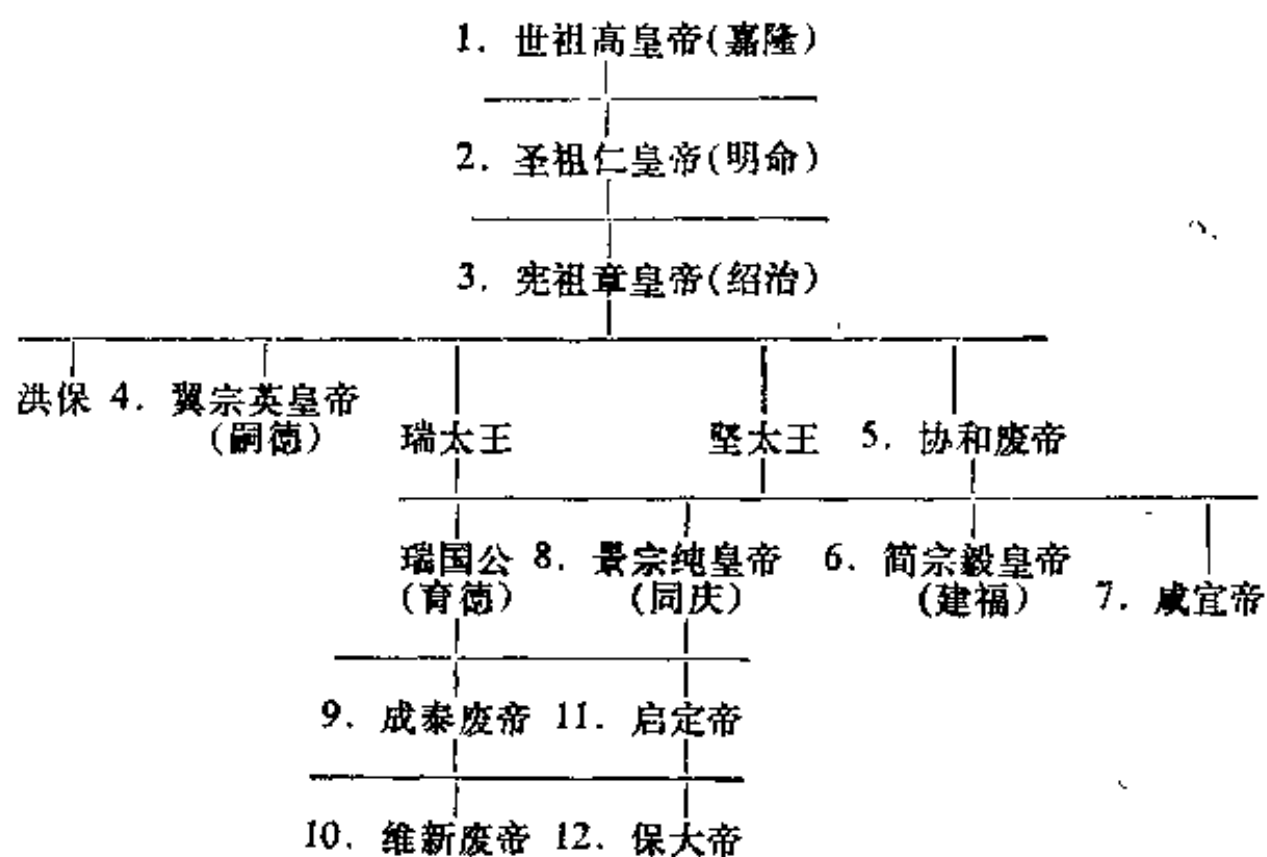 1. 世祖高皇帝(嘉隆)
2. 圣祖仁皇帝(明命)
3. 宪祖章皇帝(绍治)
洪保 4. 翼宗英皇帝
(嗣德)
瑞太王 坚太王 5. 协和废帝
瑞国公 8. 景宗纯皇帝 6. 简宗毅皇帝
(育德) (同庆) (建福) 7. 咸宜帝
9. 成泰废帝 11. 启定帝
10. 维新废帝 12. 保大帝